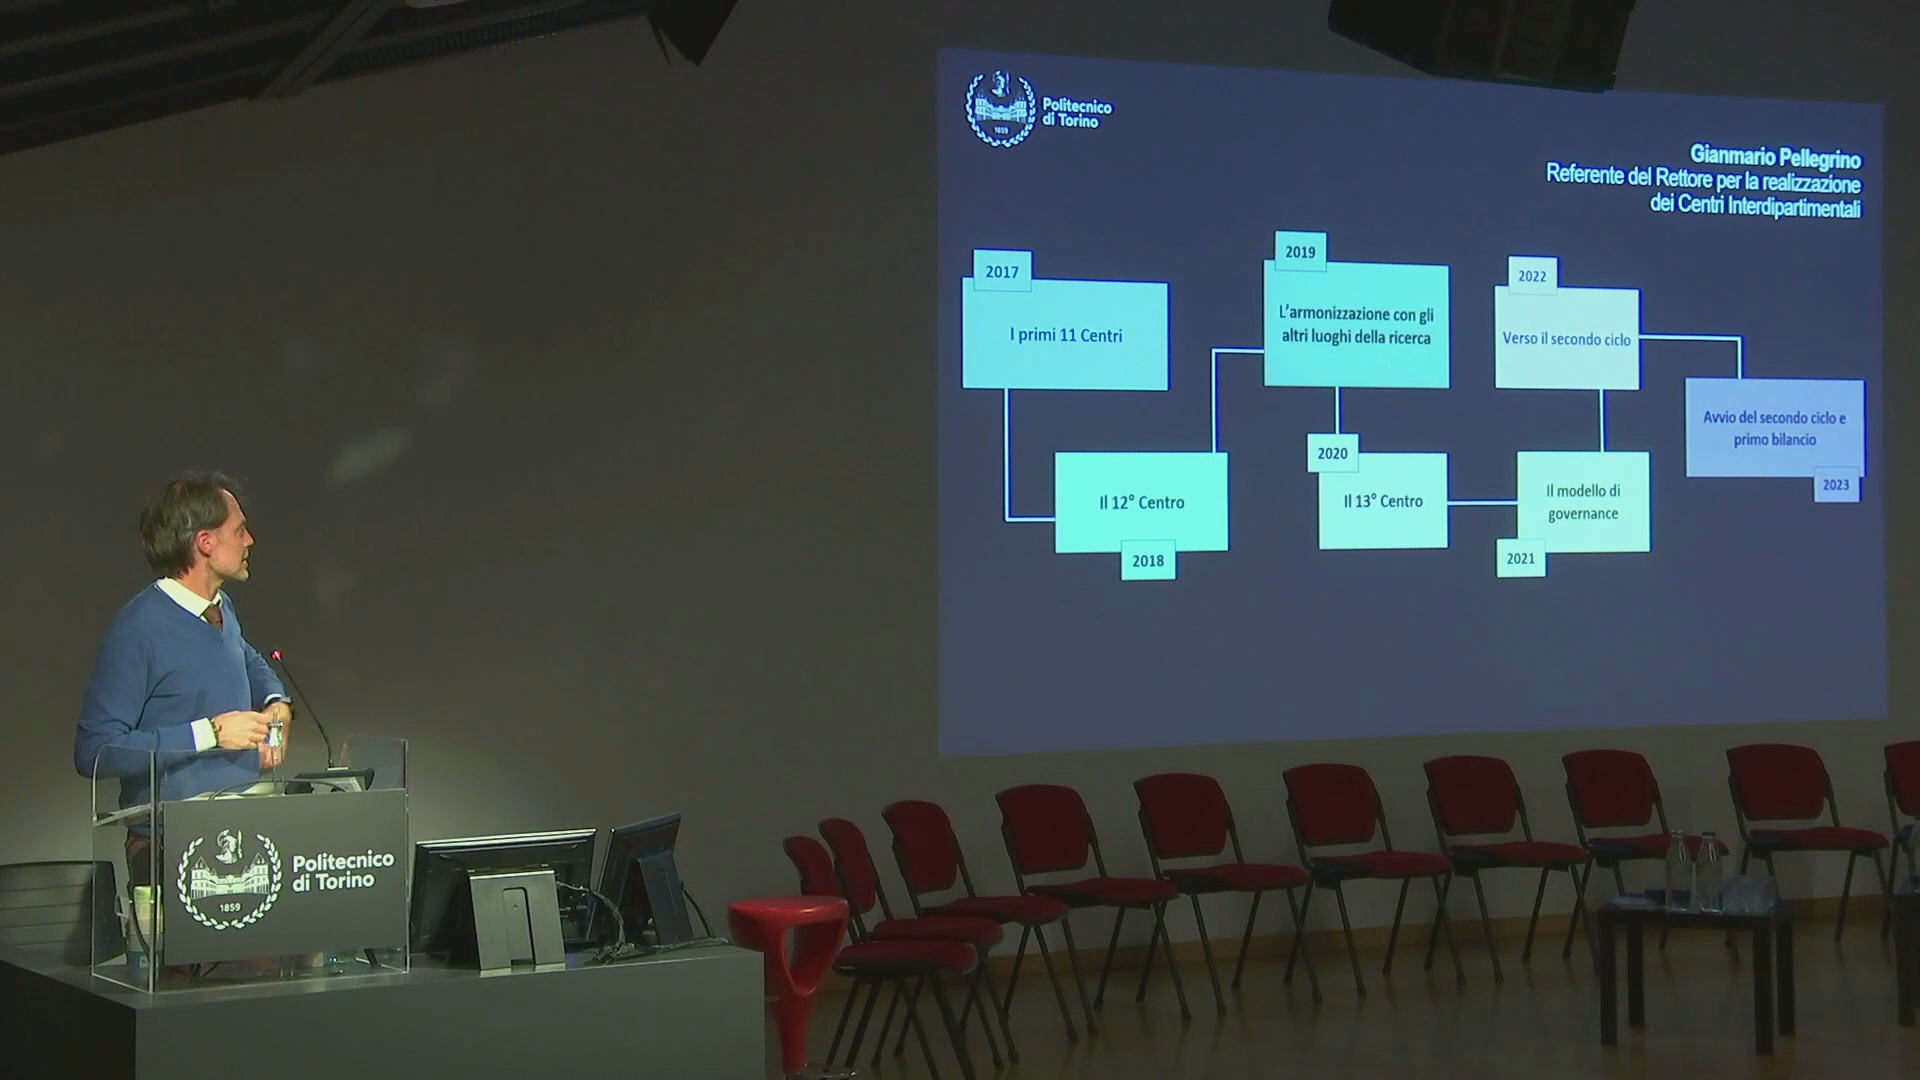 Politecnico
di Torino
1859
Gianmario Pellegrino
Referente del Rettore per la realizzazione
dei Centri Interdipartimentali
2017
I primi 11 Centri
Il 12° Centro
2018
2019
L'armonizzazione con gli
altri luoghi della ricerca
2020
Il 13° Centro
Il modello di
governance
2021
2022
Verso il secondo ciclo
Avvio del secondo ciclo e
primo bilancio
2023
Politecnico
di Torino
1859